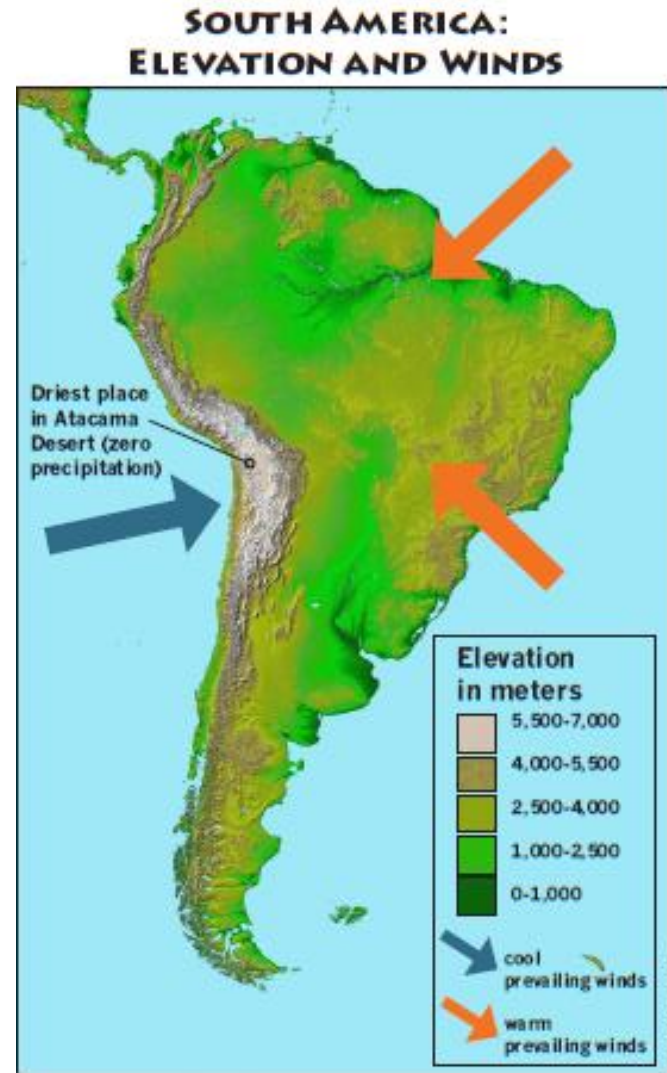 SOUTH AMERICA:
ELEVATION AND WINDS
Driest place
in Atacama
Desert (zero
precipitation)
Elevation
in meters
5,500-7,000
4,000-5,500
2,500-4,000
1,000-2,500
0-1,000
cool
prevailing winds
warm
prevailing winds